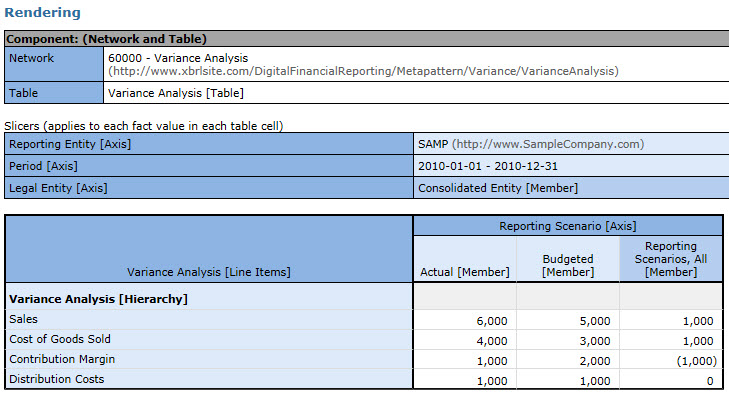 Rendering
Component: (Network and Table)
Network 60000 - Variance Analysis
(http://www.xbrlsite.com/DigitalFinancialReporting/Metapattern/Variance/VarianceAnalysis)
Table Variance Analysis [Table]
Slicers (applies to each fact value in each table cell)
Reporting Entity [Axis] SAMP (http://www.SampleCompany.com)
Period [Axis] 2010-01-01 - 2010-12-31
Legal Entity [Axis] Consolidated Entity [Member]
Reporting Scenario [Axis]
Variance Analysis [Line Items] Actual [Member] Budgeted [Member] Reporting Scenarios, All [Member]
Variance Analysis [Hierarchy]
Sales 6,000 5,000 1,000
Cost of Goods Sold 4,000 3,000 1,000
Contribution Margin 1,000 2,000 (1,000)
Distribution Costs 1,000 1,000 0